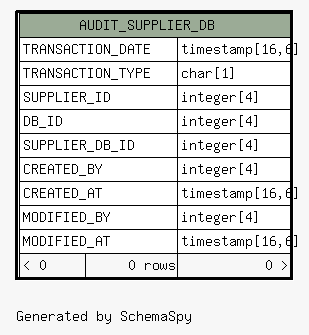 AUDIT_SUPPLIER_DB
TRANSACTION_DATE timestamp[16,6]
TRANSACTION_TYPE char[1]
SUPPLIER_ID integer[4]
DB_ID integer[4]
SUPPLIER_DB_ID integer[4]
CREATED_BY integer[4]
CREATED_AT timestamp[16,6]
MODIFIED_BY integer[4]
MODIFIED_AT timestamp[16,6]
< 0 0 rows 0 >
Generated by SchemaSpy